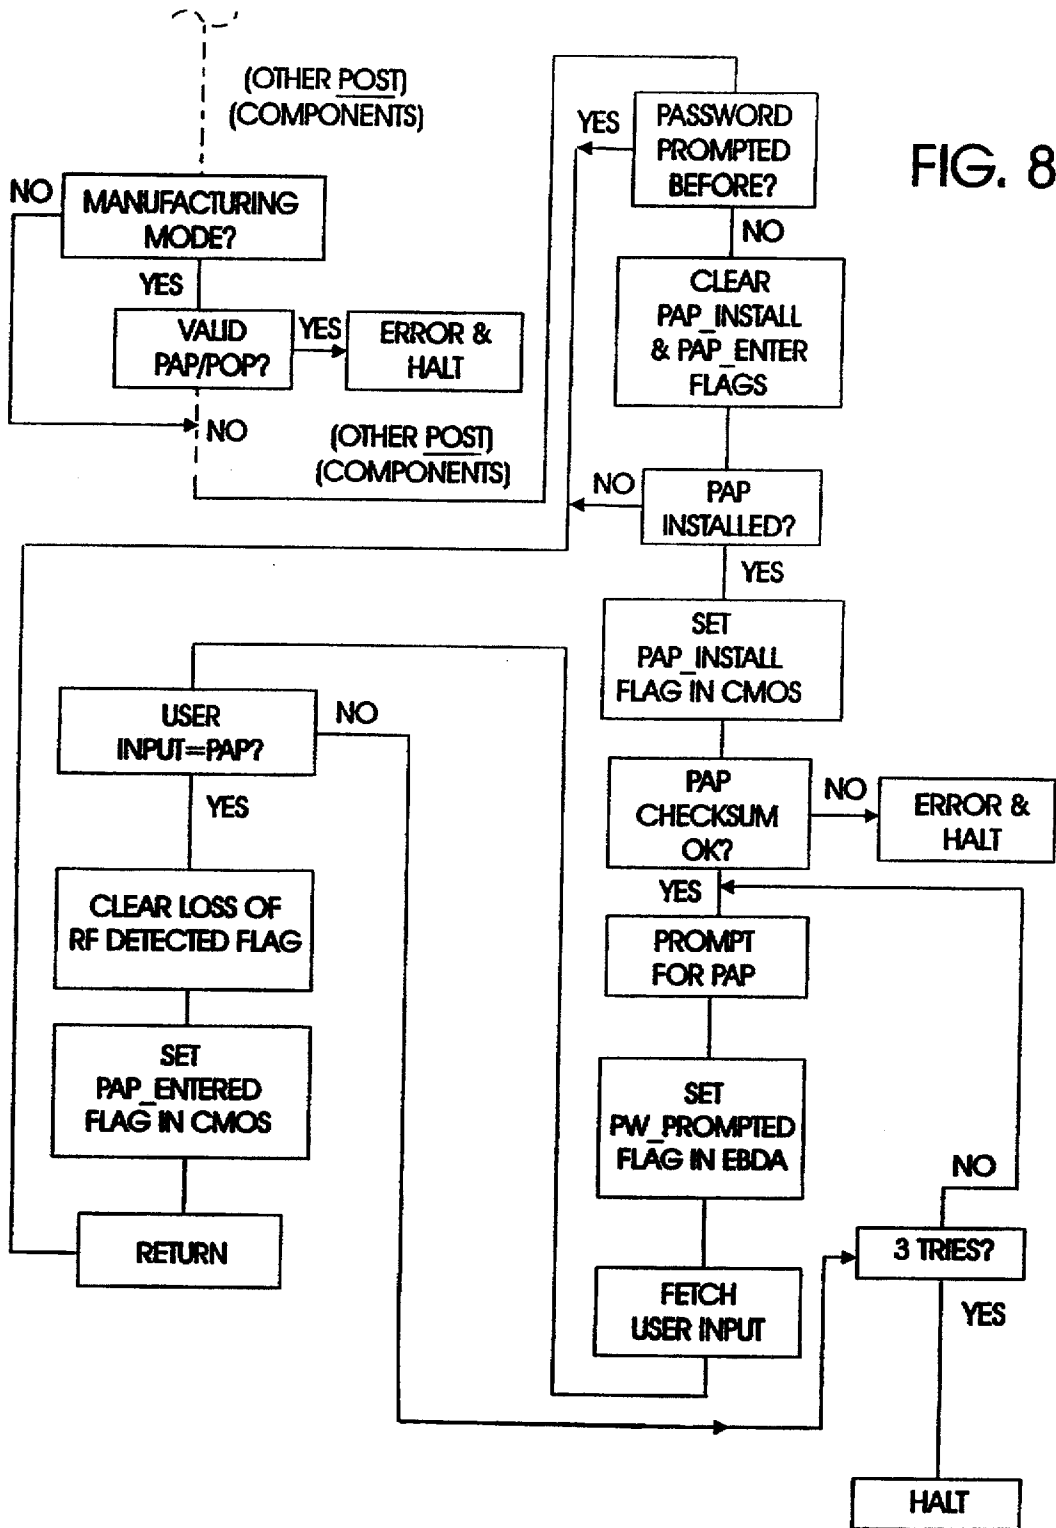 (OTHER POST)
(COMPONENTS)
NO
MANUFACTURING
MODE?
YES
VALID
PAP/POP?
YES
ERROR &
HALT
NO
(OTHER POST)
(COMPONENTS)
FIG. 8
PASSWORD
PROMPTED
BEFORE?
YES
NO
CLEAR
PAP_INSTALL
& PAP_ENTER
FLAGS
NO
PAP
INSTALLED?
YES
SET
PAP_INSTALL
FLAG IN CMOS
PAP
CHECKSUM
OK?
NO
ERROR &
HALT
YES
PROMPT
FOR PAP
SET
PW_PROMPTED
FLAG IN EBDA
FETCH
USER INPUT
USER
INPUT=PAP?
NO
YES
CLEAR LOSS OF
RF DETECTED FLAG
SET
PAP_ENTERED
FLAG IN CMOS
RETURN
NO
3 TRIES?
YES
HALT